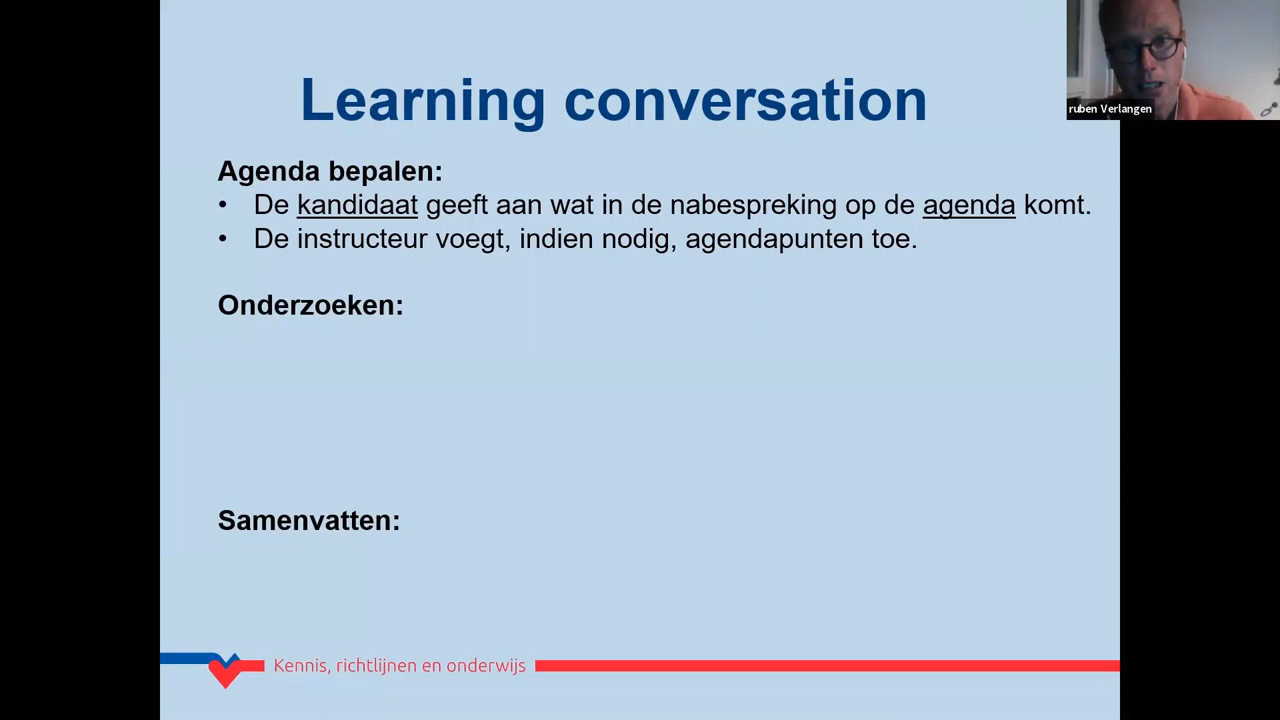 Learning conversation
ruben Verlangen
Agenda bepalen:
• De kandidaat geeft aan wat in de nabespreking op de agenda komt.
• De instructeur voegt, indien nodig, agendapunten toe.
Onderzoeken:
Samenvatten:
Kennis, richtlijnen en onderwijs